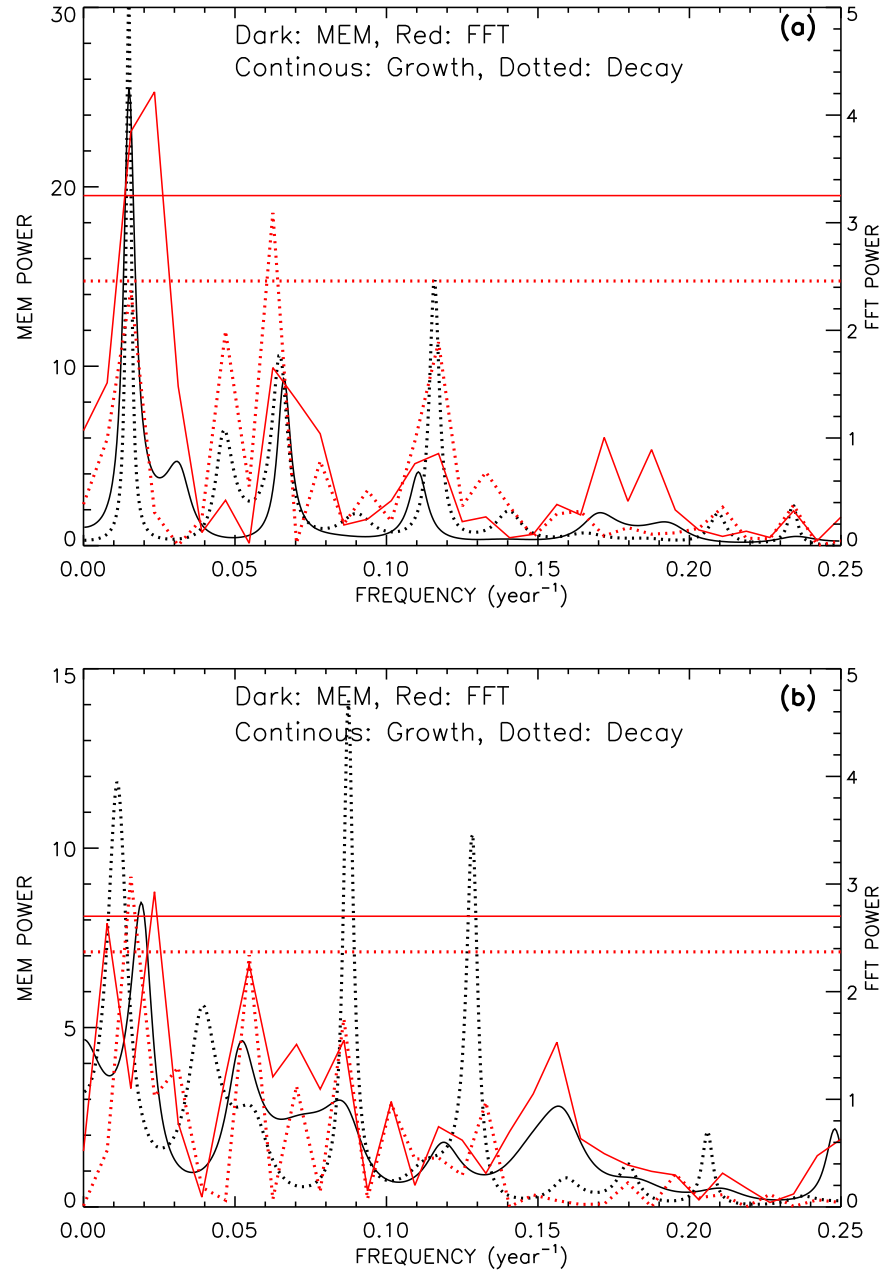 (a)
Dark: MEM, Red: FFT
Continous: Growth, Dotted: Decay
30
20
10
0
MEM POWER
5
4
3
2
1
0
FFT POWER
0.00 0.05 0.10 0.15 0.20 0.25
FREQUENCY (year⁻¹)
(b)
Dark: MEM, Red: FFT
Continous: Growth, Dotted: Decay
15
10
5
0
MEM POWER
5
4
3
2
1
0
FFT POWER
0.00 0.05 0.10 0.15 0.20 0.25
FREQUENCY (year⁻¹)